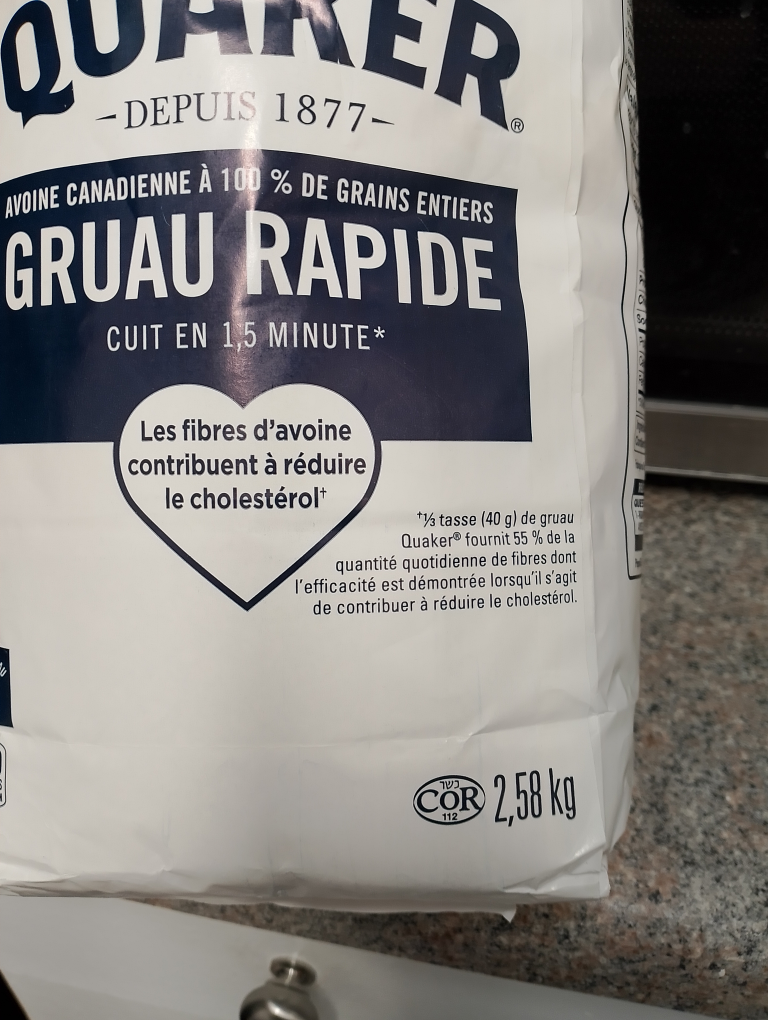 QUAKER®
-DEPUIS 1877-
AVOINE CANADIENNE À 100 % DE GRAINS ENTIERS
GRUAU RAPIDE
CUIT EN 1,5 MINUTE*
Les fibres d'avoine
contribuent à réduire
le cholestérol†
†⅓ tasse (40 g) de gruau
Quaker® fournit 55 % de la
quantité quotidienne de fibres dont
l'efficacité est démontrée lorsqu'il s'agit
de contribuer à réduire le cholestérol.
כשר
COR
112
2,58 kg